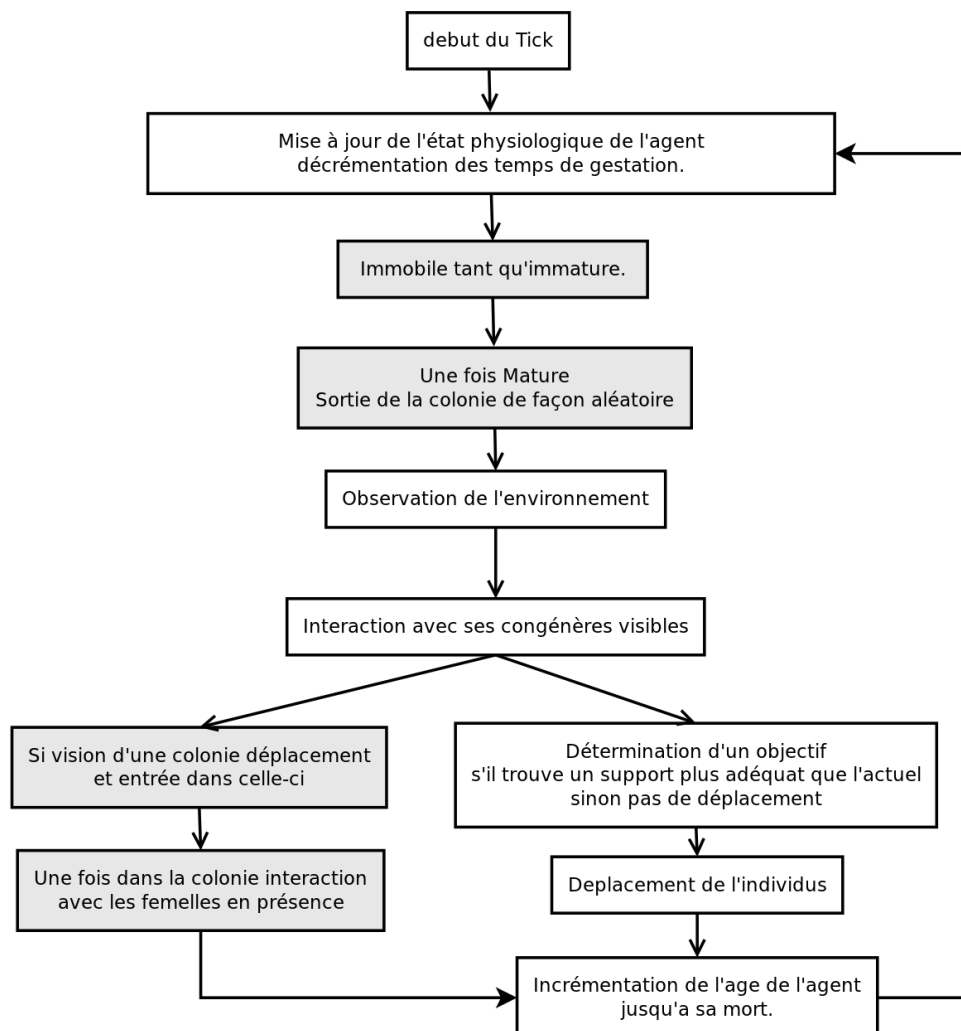 debut du Tick
Mise à jour de l'état physiologique de l'agent
décrémentation des temps de gestation.
Immobile tant qu'immature.
Une fois Mature
Sortie de la colonie de façon aléatoire
Observation de l'environnement
Interaction avec ses congénères visibles
Si vision d'une colonie déplacement
et entrée dans celle-ci
Détermination d'un objectif
s'il trouve un support plus adéquat que l'actuel
sinon pas de déplacement
Une fois dans la colonie interaction
avec les femelles en présence
Deplacement de l'individus
Incrémentation de l'age de l'agent
jusqu'a sa mort.